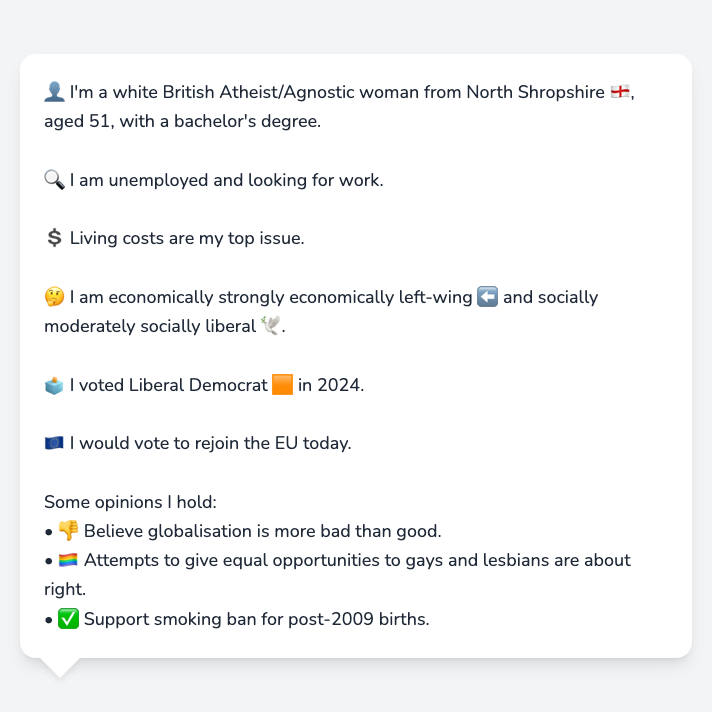 👤 I'm a white British Atheist/Agnostic woman from North Shropshire 🏴󠁧󠁢󠁥󠁮󠁧󠁿,
aged 51, with a bachelor's degree.
🔍 I am unemployed and looking for work.
💲 Living costs are my top issue.
🤔 I am economically strongly economically left-wing ⬅️ and socially
moderately socially liberal 🕊️.
🗳️ I voted Liberal Democrat 🟧 in 2024.
🇪🇺 I would vote to rejoin the EU today.
Some opinions I hold:
• 👎 Believe globalisation is more bad than good.
• 🏳️‍🌈 Attempts to give equal opportunities to gays and lesbians are about
right.
• ✅ Support smoking ban for post-2009 births.